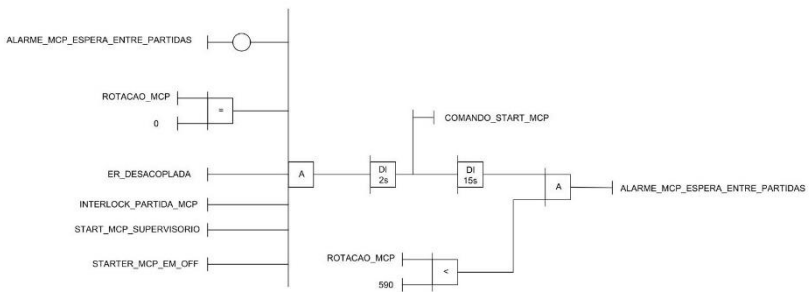 ALARME_MCP_ESPERA_ENTRE_PARTIDAS
ROTACAO_MCP
=
0
COMANDO_START_MCP
ER_DESACOPLADA
A
DI
2s
DI
15s
A
ALARME_MCP_ESPERA_ENTRE_PARTIDAS
INTERLOCK_PARTIDA_MCP
START_MCP_SUPERVISORIO
STARTER_MCP_EM_OFF
ROTACAO_MCP
<
590